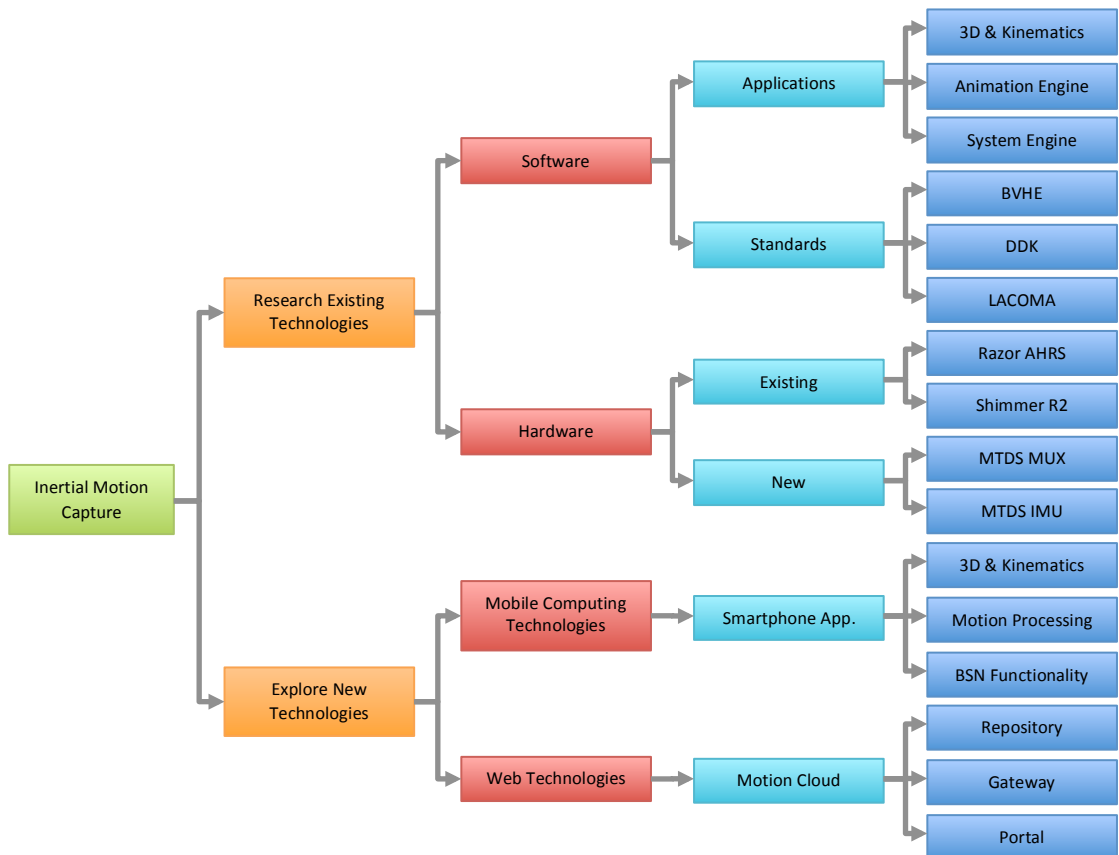 Inertial Motion
Capture
Research Existing
Technologies
Explore New
Technologies
Software
Hardware
Mobile Computing
Technologies
Web Technologies
Applications
Standards
Existing
New
Smartphone App.
Motion Cloud
3D & Kinematics
Animation Engine
System Engine
BVHE
DDK
LACOMA
Razor AHRS
Shimmer R2
MTDS MUX
MTDS IMU
3D & Kinematics
Motion Processing
BSN Functionality
Repository
Gateway
Portal